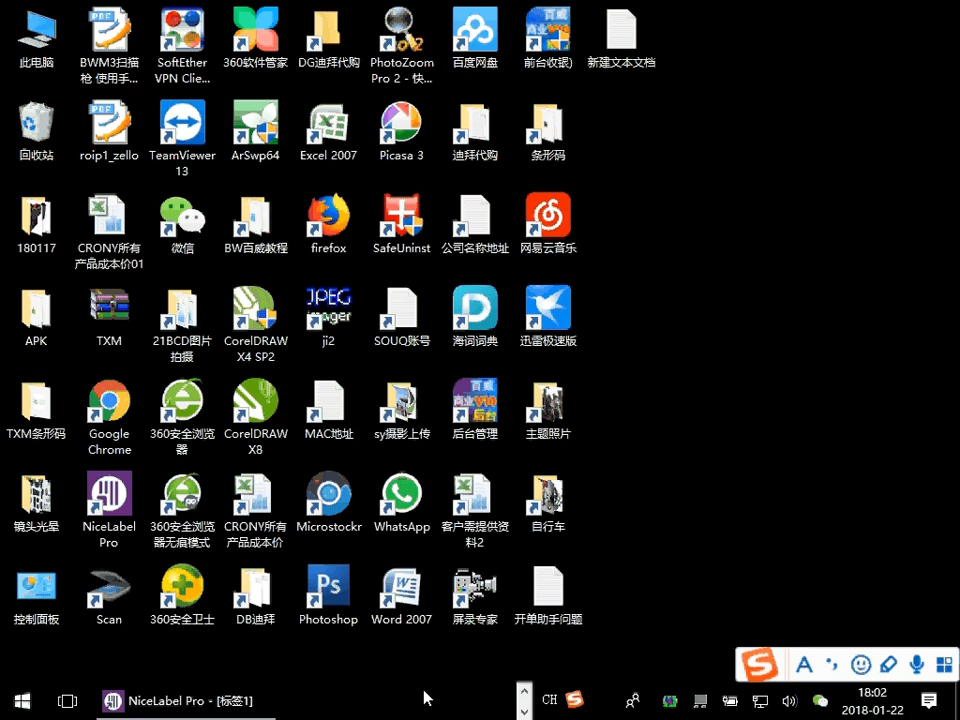 此电脑
BWM3扫描
枪 使用手...
SoftEther
VPN Clie...
360软件管家
DG迪拜代购
PhotoZoom
Pro 2 - 快...
百度网盘
前台收银)
新建文本文档
回收站
roip1_zello
TeamViewer
13
ArSwp64
Excel 2007
Picasa 3
迪拜代购
条形码
180117
CRONY所有
产品成本价01
微信
BW百威教程
firefox
SafeUninst
公司名称地址
网易云音乐
APK
TXM
21BCD图片
拍摄
CorelDRAW
X4 SP2
ji2
SOUQ账号
海词词典
迅雷极速版
TXM条形码
Google
Chrome
360安全浏览
器
CorelDRAW
X8
MAC地址
sy摄影上传
后台管理
主题照片
镜头光晕
NiceLabel
Pro
360安全浏览
器无痕模式
CRONY所有
产品成本价
Microstockr
WhatsApp
客户需提供资
料2
自行车
控制面板
Scan
360安全卫士
DB迪拜
Photoshop
Word 2007
屏录专家
开单助手问题
NiceLabel Pro - [标签1]
CH
18:02
2018-01-22